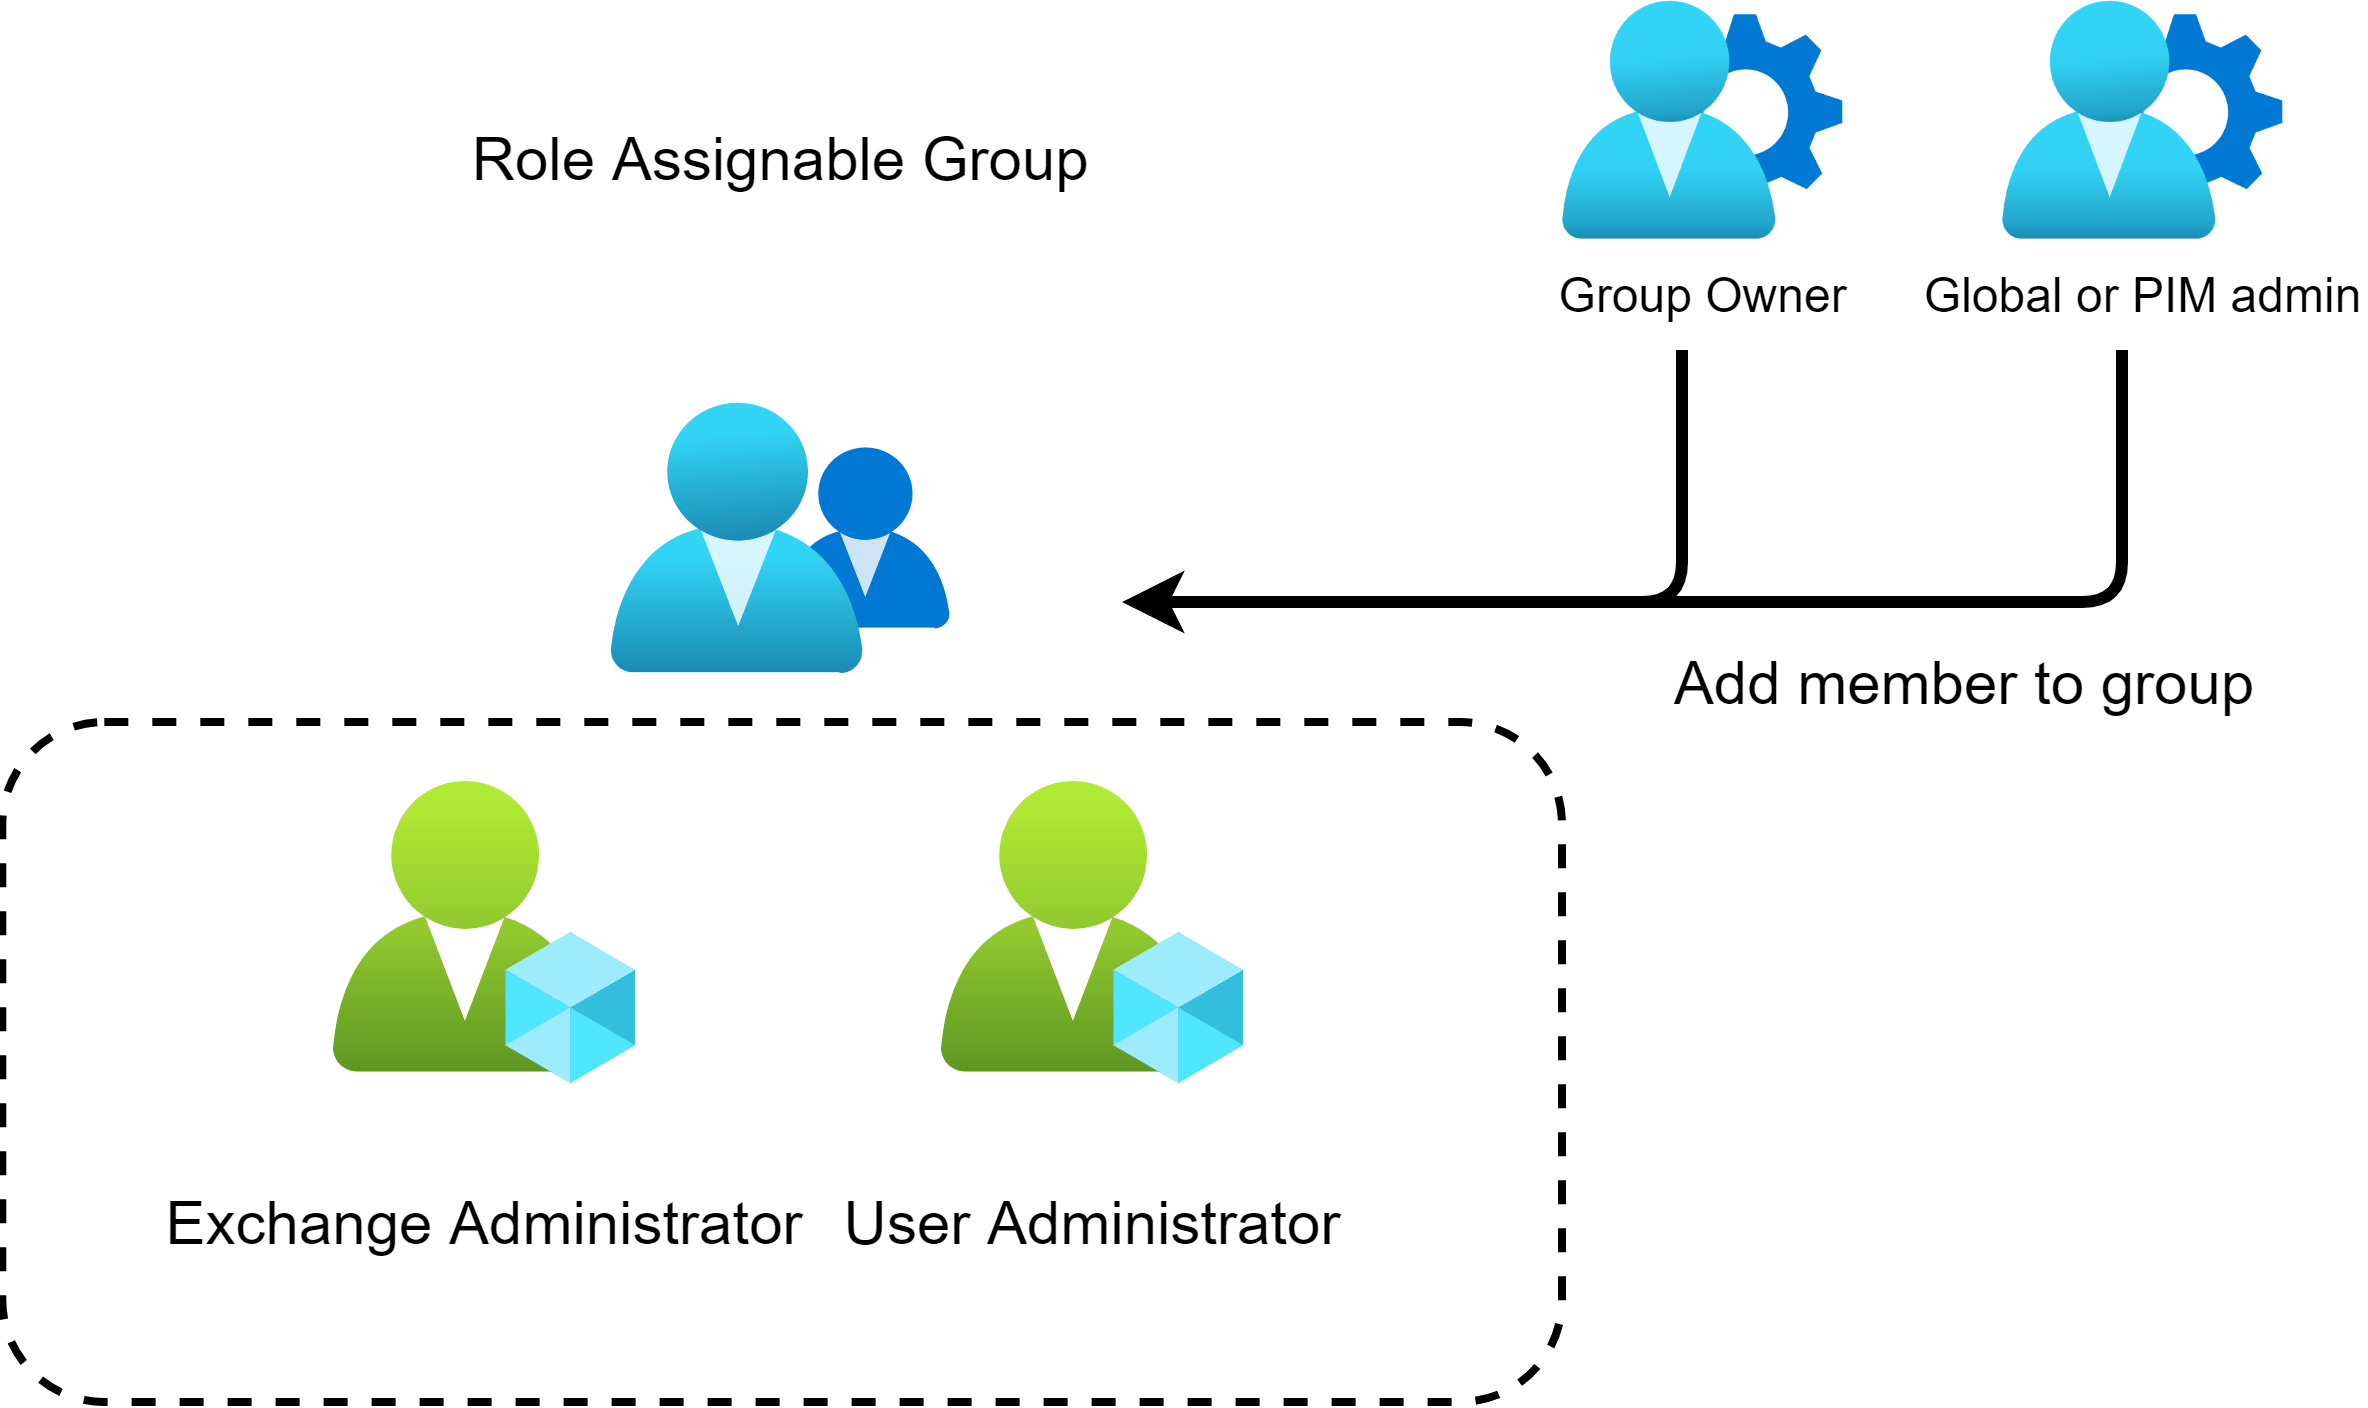 Role Assignable Group
Group Owner
Global or PIM admin
Add member to group
Exchange Administrator
User Administrator